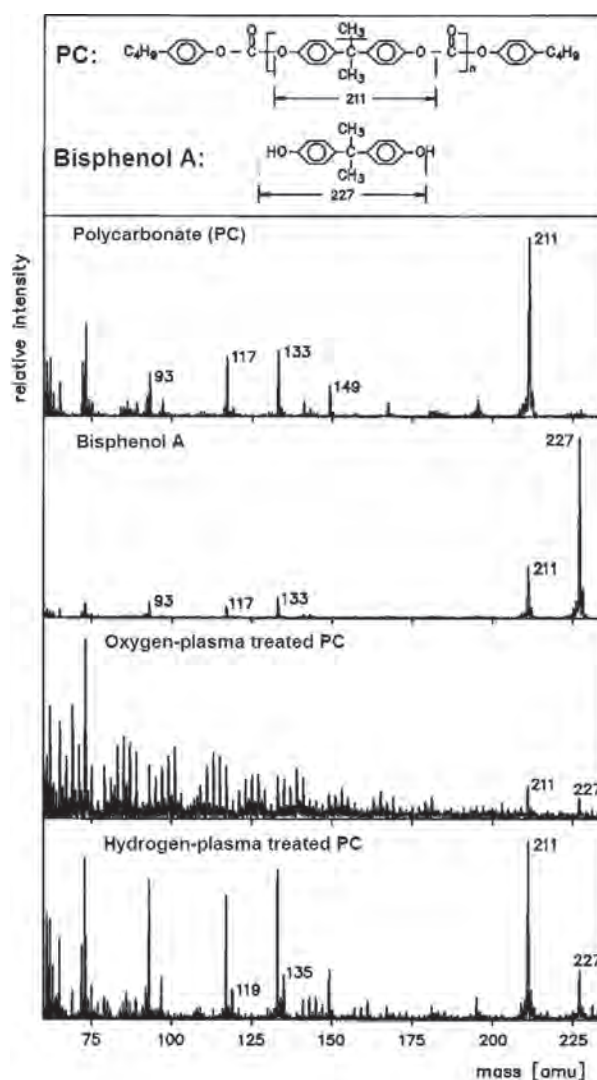 PC:
C4H9 O C O O CH3 C CH3 O C O O n C4H9
211
Bisphenol A:
HO CH3 C CH3 OH
227
relative intensity
Polycarbonate (PC)
93 117 133 149 211
Bisphenol A
93 117 133 211 227
Oxygen-plasma treated PC
211 227
Hydrogen-plasma treated PC
119 135 211 227
75 100 125 150 175 200 225
mass [amu]